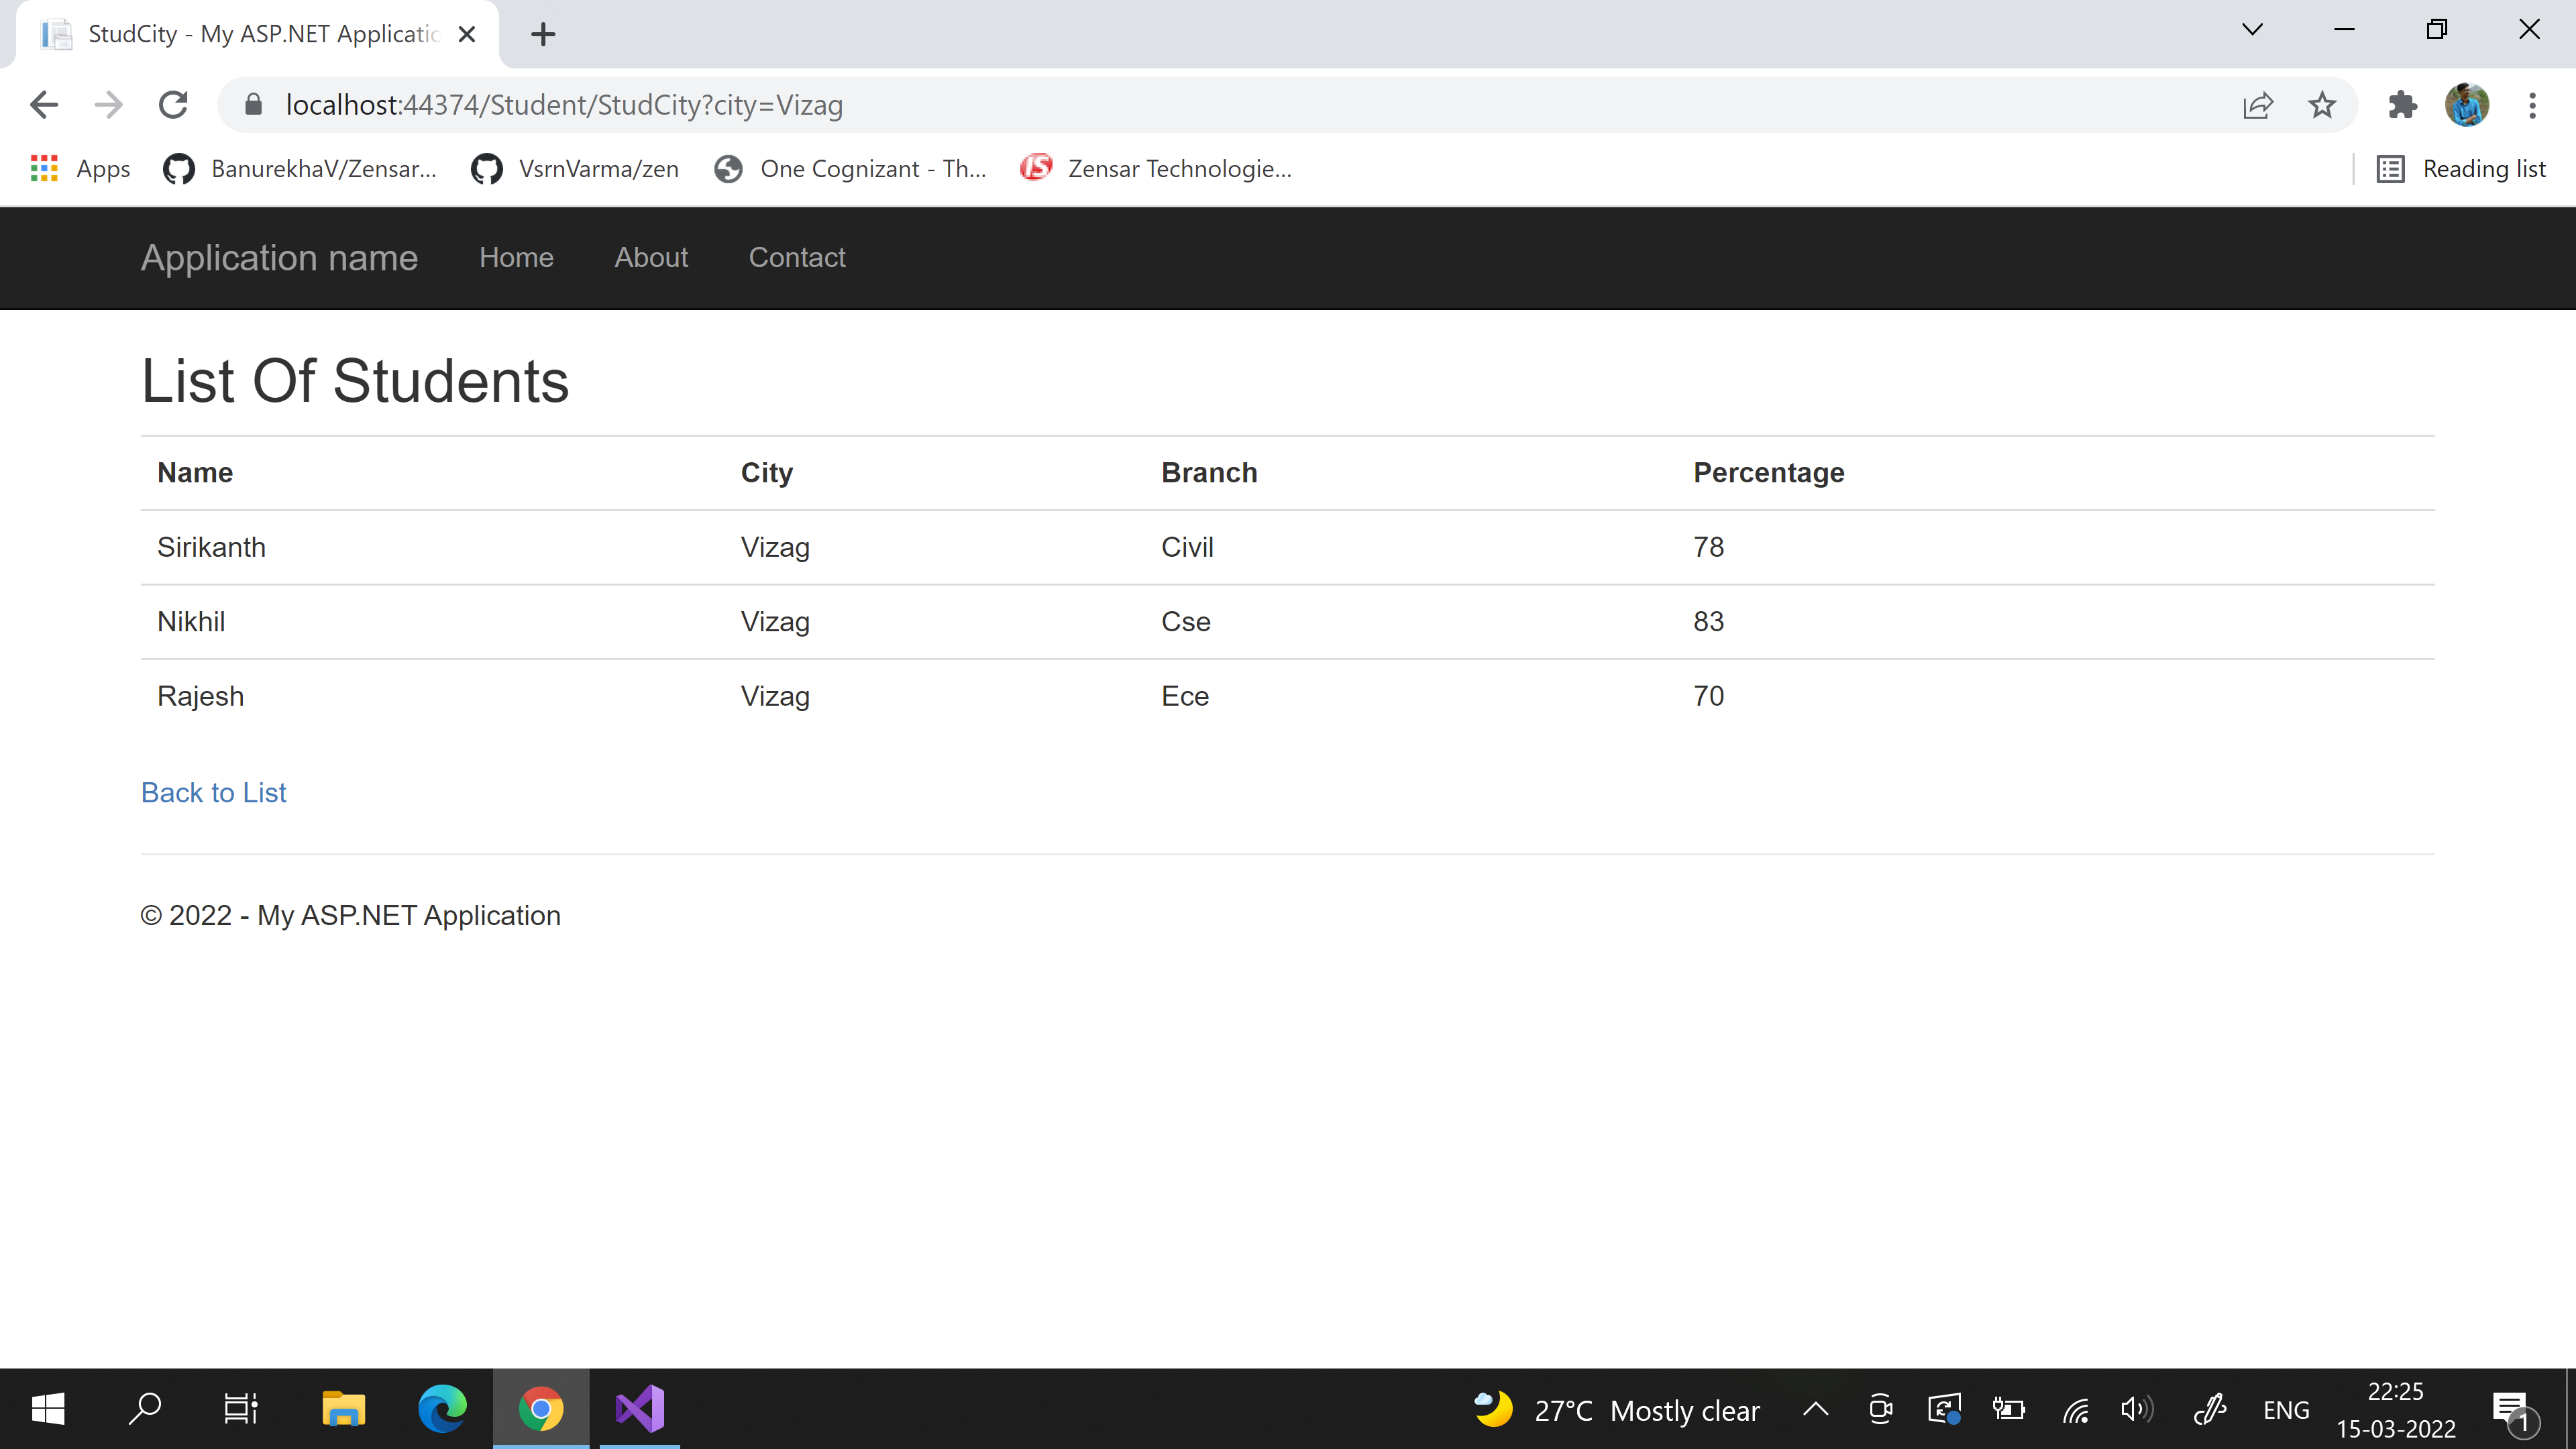 StudCity - My ASP.NET Applicatic
localhost:44374/Student/StudCity?city=Vizag
Apps BanurekhaV/Zensar... VsrnVarma/zen One Cognizant - Th... Zensar Technologie... Reading list
Application name Home About Contact
List Of Students
Name City Branch Percentage
Sirikanth Vizag Civil 78
Nikhil Vizag Cse 83
Rajesh Vizag Ece 70
Back to List
© 2022 - My ASP.NET Application
27°C Mostly clear ENG 22:25
15-03-2022 1